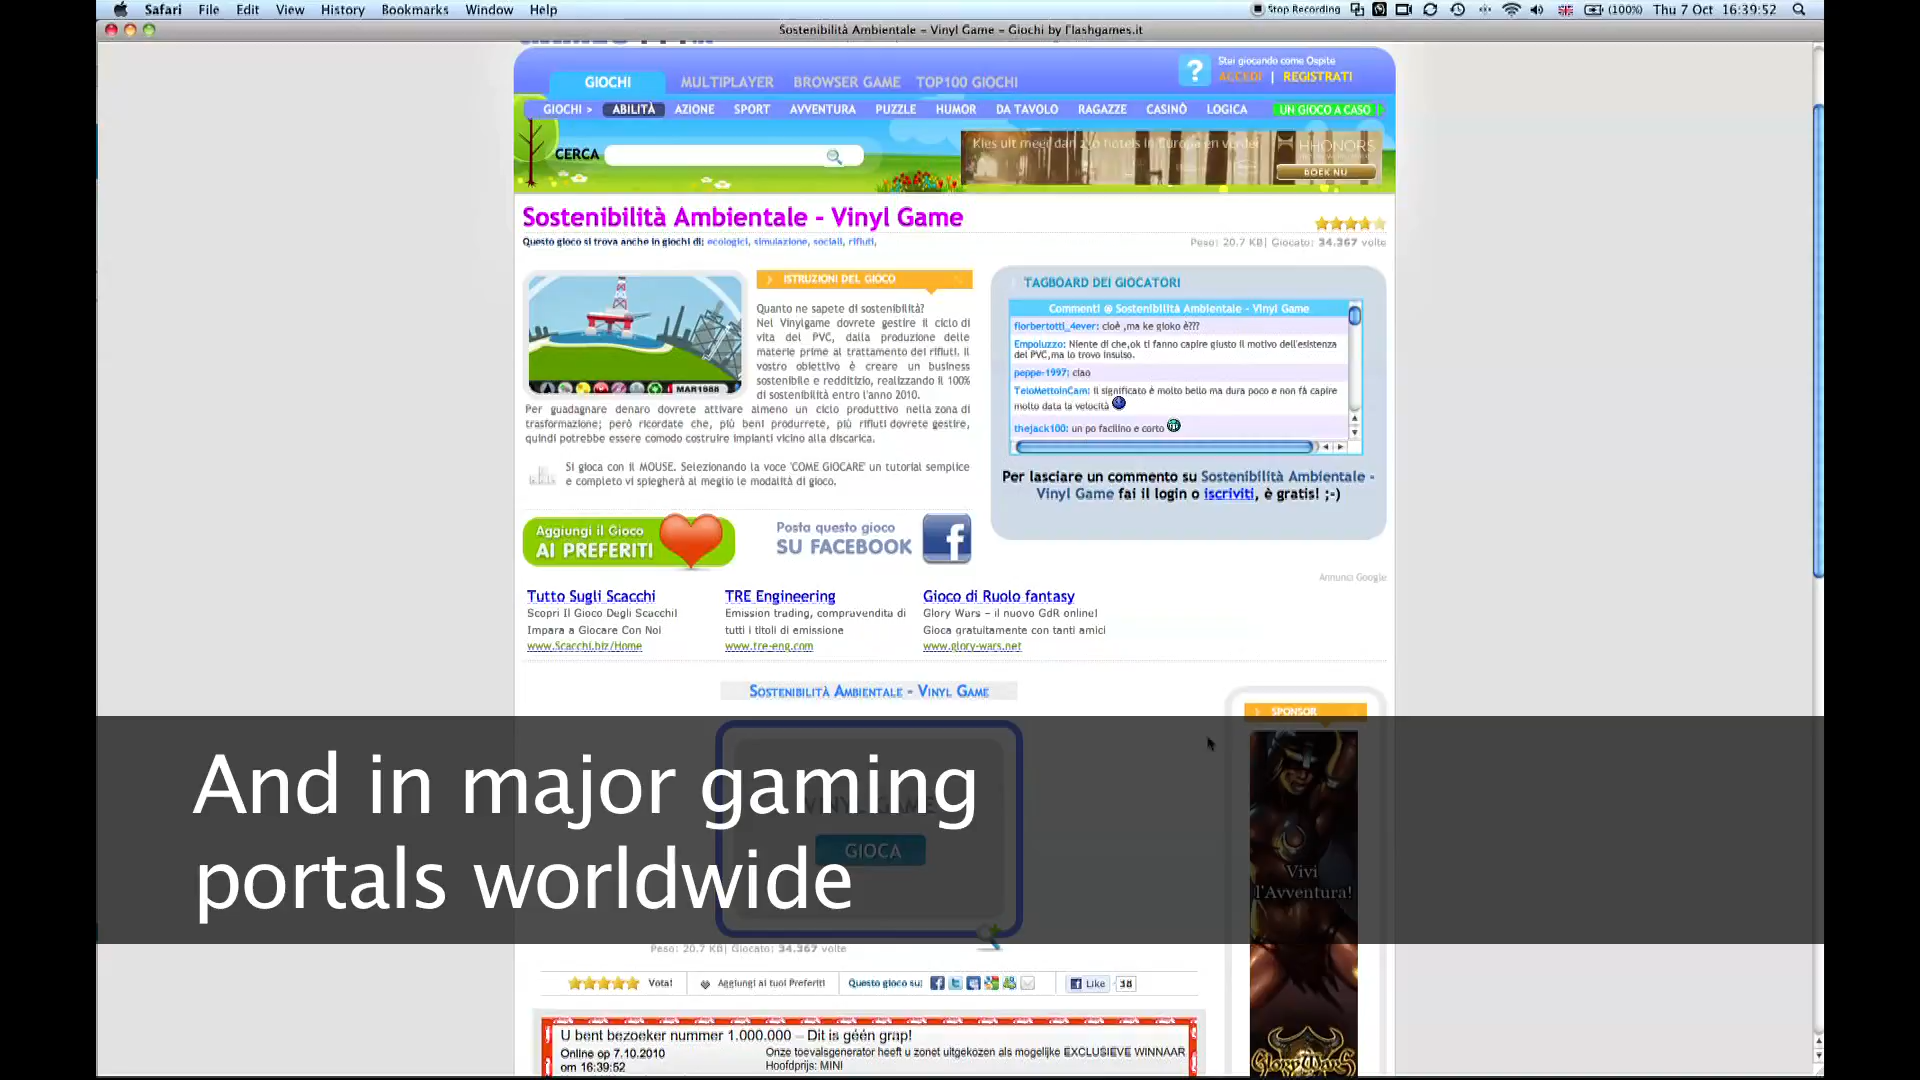 Safari File Edit View History Bookmarks Window Help
Stop Recording (100%) Thu 7 Oct 16:39:52
Sostenibilità Ambientale - Vinyl Game - Giochi by Flashgames.it
GIOCHI MULTIPLAYER BROWSER GAME TOP100 GIOCHI
? Stai giocando come Ospite
ACCEDI | REGISTRATI
GIOCHI > ABILITÀ AZIONE SPORT AVVENTURA PUZZLE HUMOR DA TAVOLO RAGAZZE CASINÒ LOGICA UN GIOCO A CASO
CERCA
Kies uit meer dan 270 hotels in Europa en verder
HHONORS
BOEK NU
Sostenibilità Ambientale - Vinyl Game
Questo gioco si trova anche in giochi di: ecologici, simulazione, sociali, rifiuti,
Peso: 20.7 KB| Giocato: 34.367 volte
MAR1988
ISTRUZIONI DEL GIOCO
Quanto ne sapete di sostenibilità?
Nel Vinylgame dovrete gestire il ciclo di
vita del PVC, dalla produzione delle
materie prime al trattamento dei rifiuti. Il
vostro obiettivo è creare un business
sostenibile e redditizio, realizzando il 100%
di sostenibilità entro l'anno 2010.
Per guadagnare denaro dovrete attivare almeno un ciclo produttivo nella zona di
trasformazione; però ricordate che, più beni produrrete, più rifiuti dovrete gestire,
quindi potrebbe essere comodo costruire impianti vicino alla discarica.
Si gioca con il MOUSE. Selezionando la voce 'COME GIOCARE' un tutorial semplice
e completo vi spiegherà al meglio le modalità di gioco.
TAGBOARD DEI GIOCATORI
Commenti @ Sostenibilità Ambientale - Vinyl Game
fiorbertotti_4ever: cioè ,ma ke gioko è???
Empoluzzo: Niente di che,ok ti fanno capire giusto il motivo dell'esistenza
del PVC,ma lo trovo insulso.
peppe-1997: ciao
TeloMettoInCam: il significato è molto bello ma dura poco e non fà capire
molto data la velocità
thejack100: un po facilino e corto
Per lasciare un commento su Sostenibilità Ambientale -
Vinyl Game fai il login o iscriviti, è gratis! ;-)
Aggiungi il Gioco
AI PREFERITI
Posta questo gioco
SU FACEBOOK
f
Annunci Google
Tutto Sugli Scacchi
Scopri Il Gioco Degli Scacchi!
Impara a Giocare Con Noi
www.Scacchi.biz/Home
TRE Engineering
Emission trading, compravendita di
tutti i titoli di emissione
www.tre-eng.com
Gioco di Ruolo fantasy
Glory Wars – il nuovo GdR online!
Gioca gratuitamente con tanti amici
www.glory-wars.net
Sostenibilità Ambientale - Vinyl Game
SPONSOR
VINYL GAME
GIOCA
And in major gaming
portals worldwide
Vivi
l'Avventura!
Peso: 20.7 KB| Giocato: 34.367 volte
Vota! Aggiungi ai tuoi Preferiti Questo gioco su: Like 38
U bent bezoeker nummer 1.000.000 – Dit is géén grap!
Online op 7.10.2010
om 16:39:52
Onze toevalsgenerator heeft u zonet uitgekozen als mogelijke EXCLUSIEVE WINNAAR
Hoofdprijs: MINI
GloryWars